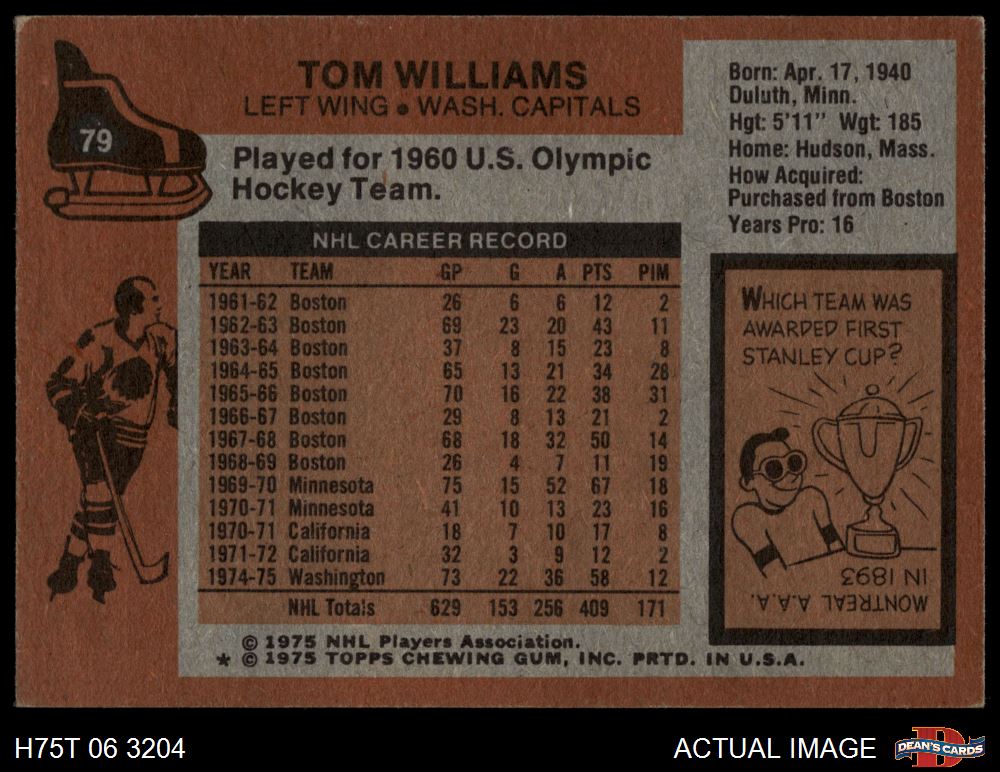 79
TOM WILLIAMS
LEFT WING • WASH. CAPITALS
Played for 1960 U.S. Olympic
Hockey Team.
Born: Apr. 17, 1940
Duluth, Minn.
Hgt: 5'11" Wgt: 185
Home: Hudson, Mass.
How Acquired:
Purchased from Boston
Years Pro: 16
NHL CAREER RECORD
YEAR TEAM GP G A PTS PIM
1961-62 Boston 26 6 6 12 2
1962-63 Boston 69 23 20 43 11
1963-64 Boston 37 8 15 23 8
1964-65 Boston 65 13 21 34 28
1965-66 Boston 70 16 22 38 31
1966-67 Boston 29 8 13 21 2
1967-68 Boston 68 18 32 50 14
1968-69 Boston 26 4 7 11 19
1969-70 Minnesota 75 15 52 67 18
1970-71 Minnesota 41 10 13 23 16
1970-71 California 18 7 10 17 8
1971-72 California 32 3 9 12 2
1974-75 Washington 73 22 36 58 12
NHL Totals 629 153 256 409 171
WHICH TEAM WAS
AWARDED FIRST
STANLEY CUP?
MONTREAL A.A.A.
IN 1893
© 1975 NHL Players Association.
★ © 1975 TOPPS CHEWING GUM, INC. PRTD. IN U.S.A.
H75T 06 3204
ACTUAL IMAGE
DEAN'S CARDS